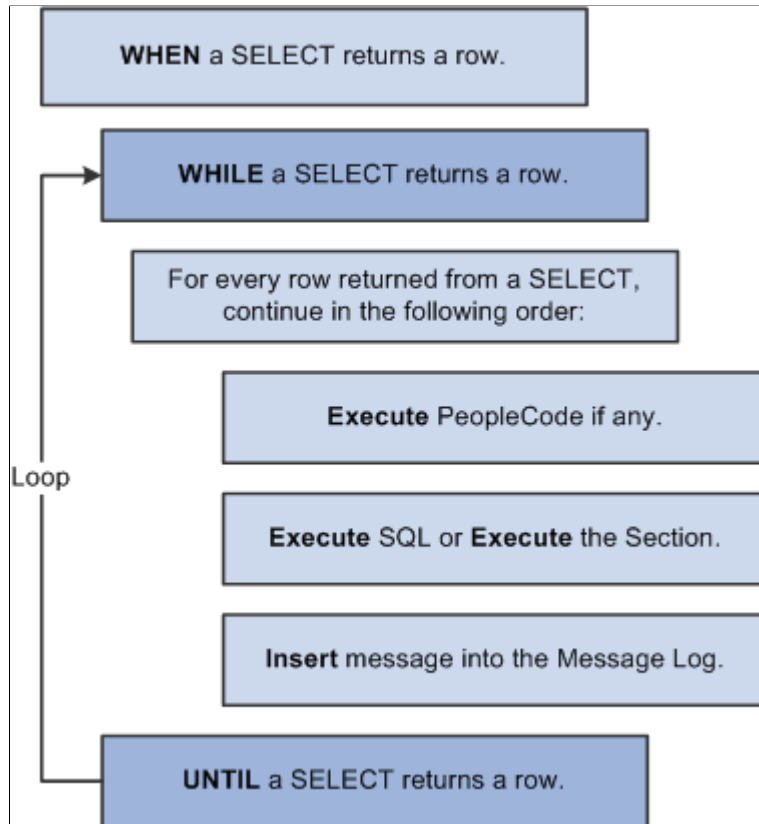 WHEN a SELECT returns a row.
WHILE a SELECT returns a row.
For every row returned from a SELECT,
continue in the following order:
Execute PeopleCode if any.
Loop
Execute SQL or Execute the Section.
Insert message into the Message Log.
UNTIL a SELECT returns a row.